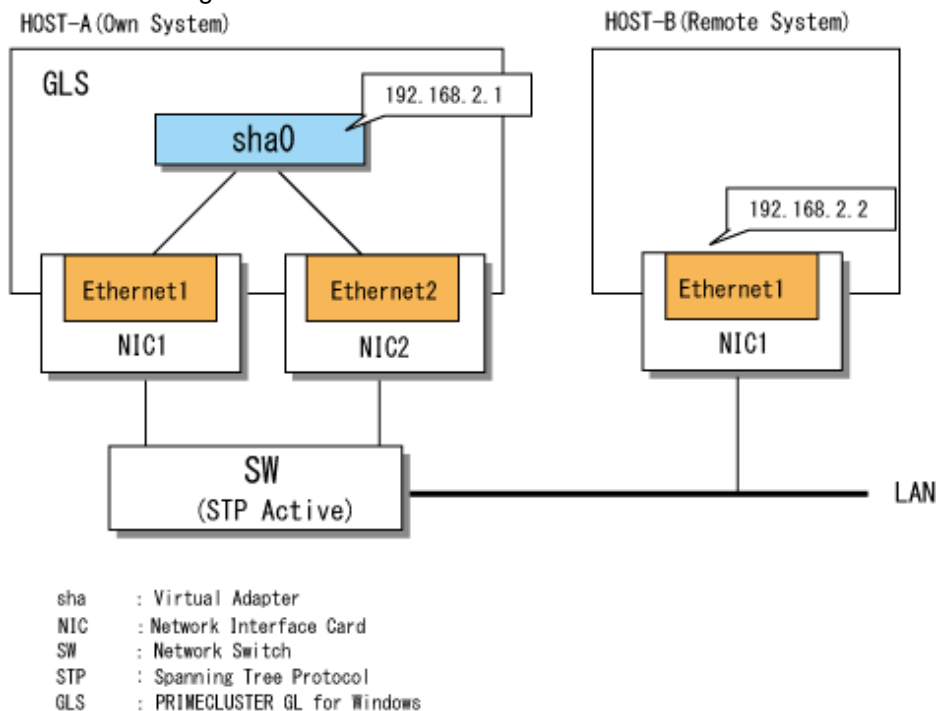 HOST-A(Own System)
HOST-B(Remote System)
GLS
192.168.2.1
sha0
192.168.2.2
Ethernet1
Ethernet2
Ethernet1
NIC1
NIC2
NIC1
SW
(STP Active)
LAN
sha : Virtual Adapter
NIC : Network Interface Card
SW : Network Switch
STP : Spanning Tree Protocol
GLS : PRIMECLUSTER GL for Windows